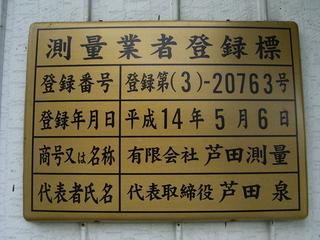 測量業者登録標
登録番号 登録第(3)-20763号
登録年月日 平成14年5月6日
商号又は名称 有限会社 芦田測量
代表者氏名 代表取締役 芦田 泉